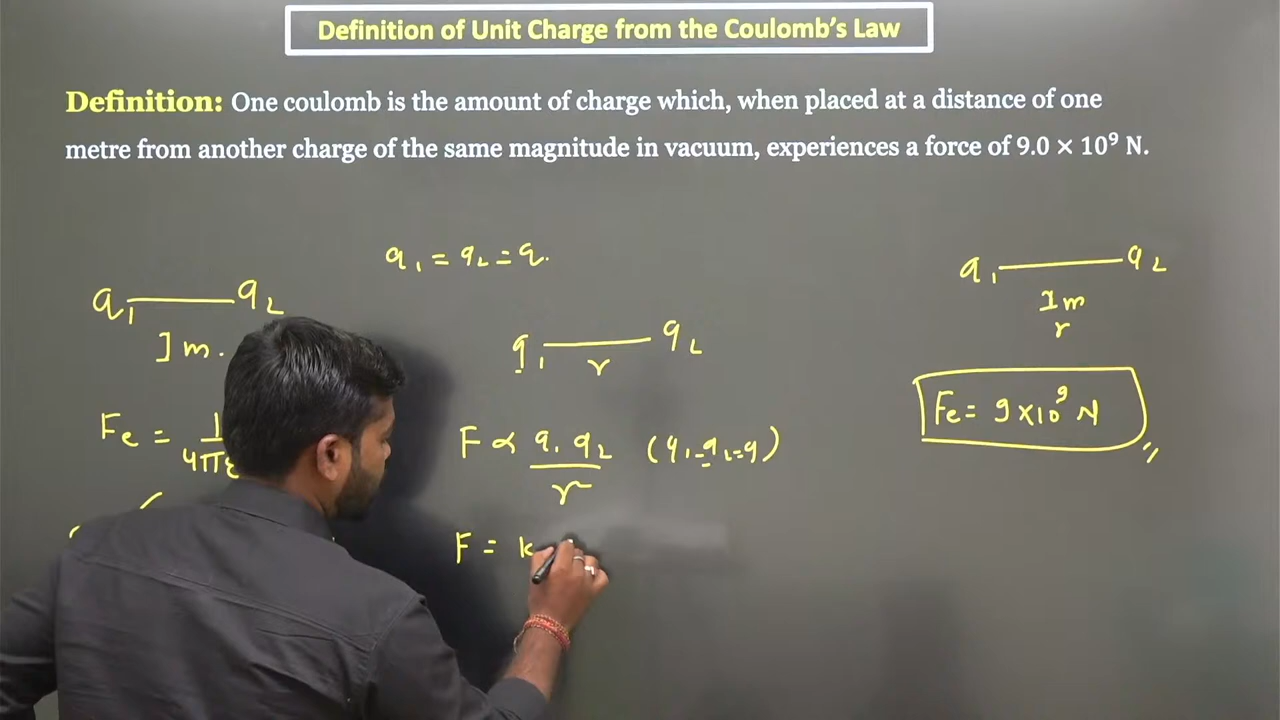 Definition of Unit Charge from the Coulomb's Law
Definition: One coulomb is the amount of charge which, when placed at a distance of one
metre from another charge of the same magnitude in vacuum, experiences a force of 9.0 × 10⁹ N.
q₁ = q₂ = q.
q₁ q₂
1 m.
Fe = 1
4πε
q₁ q₂
r
F ∝ q₁ q₂ (q₁=q₂=q)
r
F = k
q₁ q₂
1m
r
Fe = 9×10⁹ N